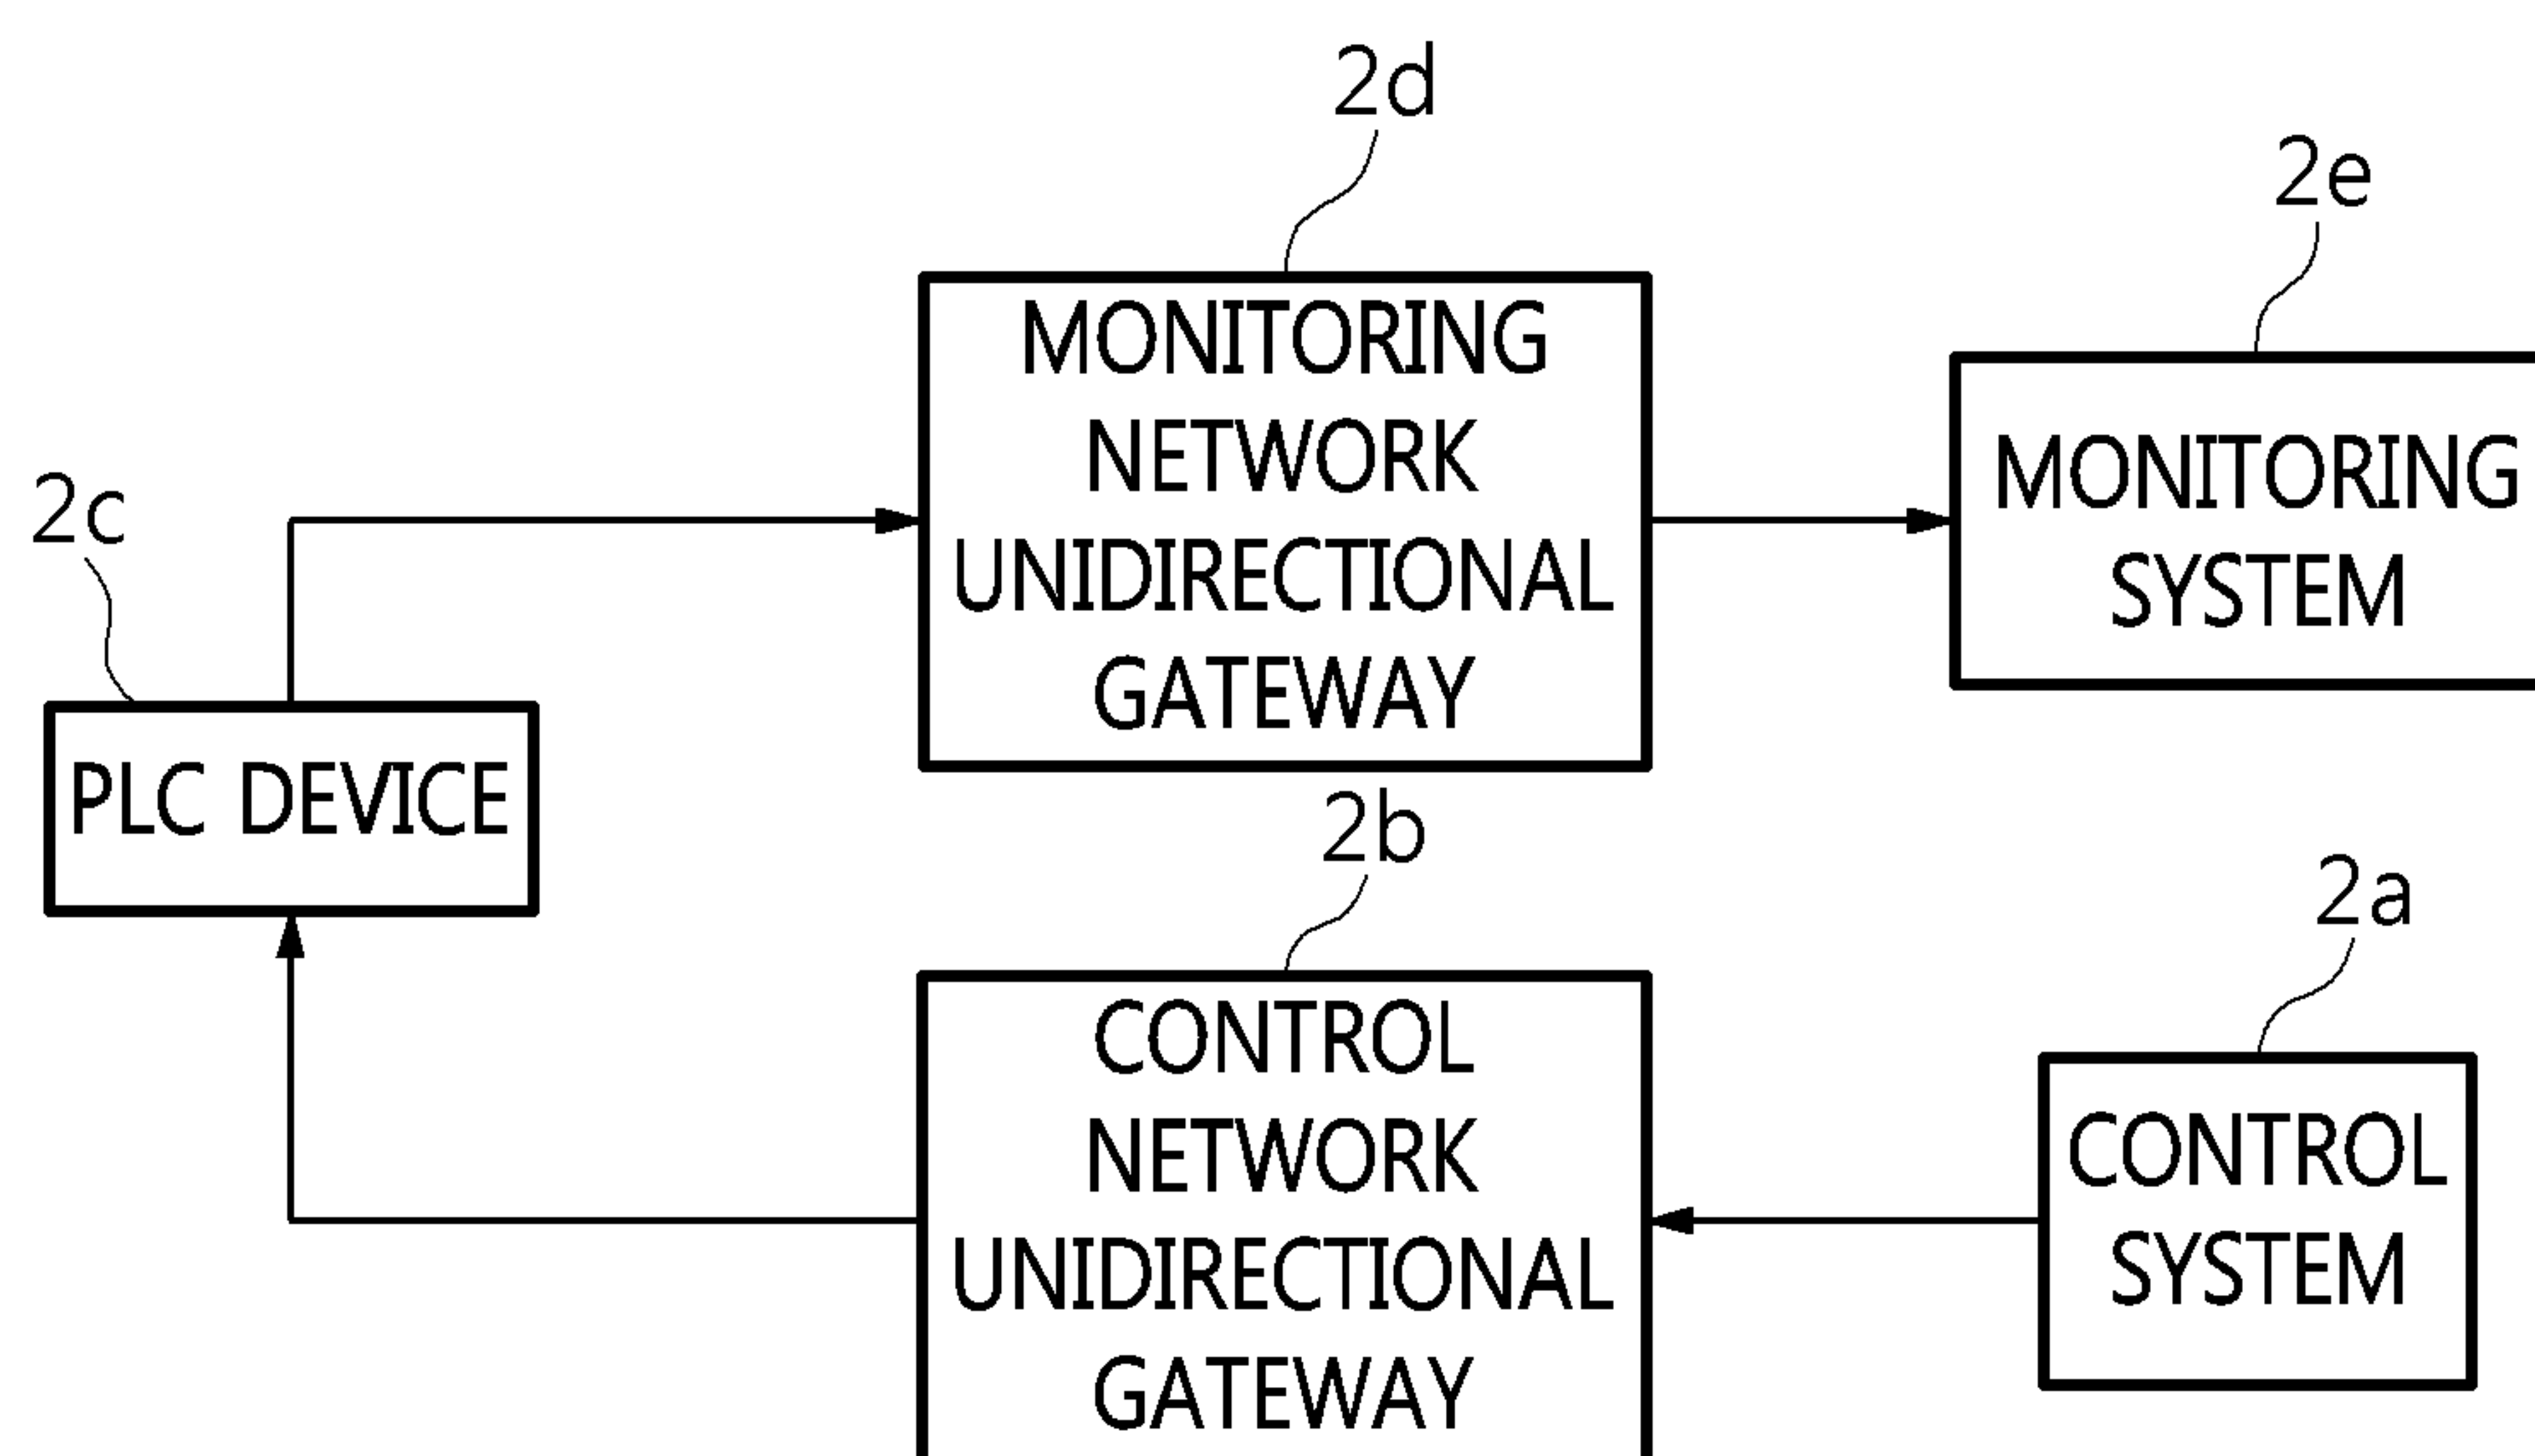 2d
MONITORING
NETWORK
UNIDIRECTIONAL
GATEWAY
2e
MONITORING
SYSTEM
2c
PLC DEVICE
2b
CONTROL
NETWORK
UNIDIRECTIONAL
GATEWAY
2a
CONTROL
SYSTEM